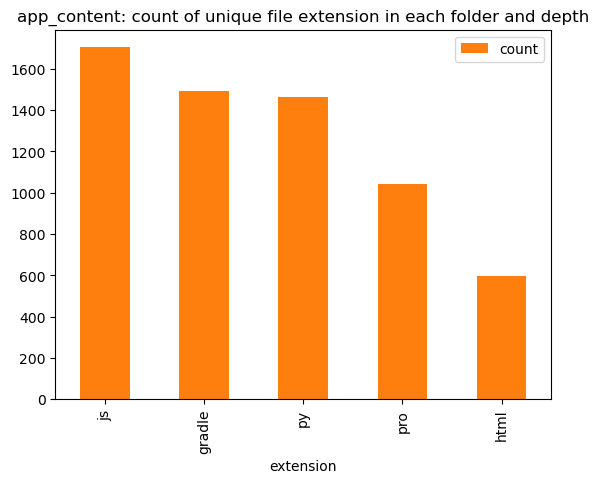 app_content: count of unique file extension in each folder and depth
count
1600
1400
1200
1000
800
600
400
200
0
js
gradle
py
pro
html
extension